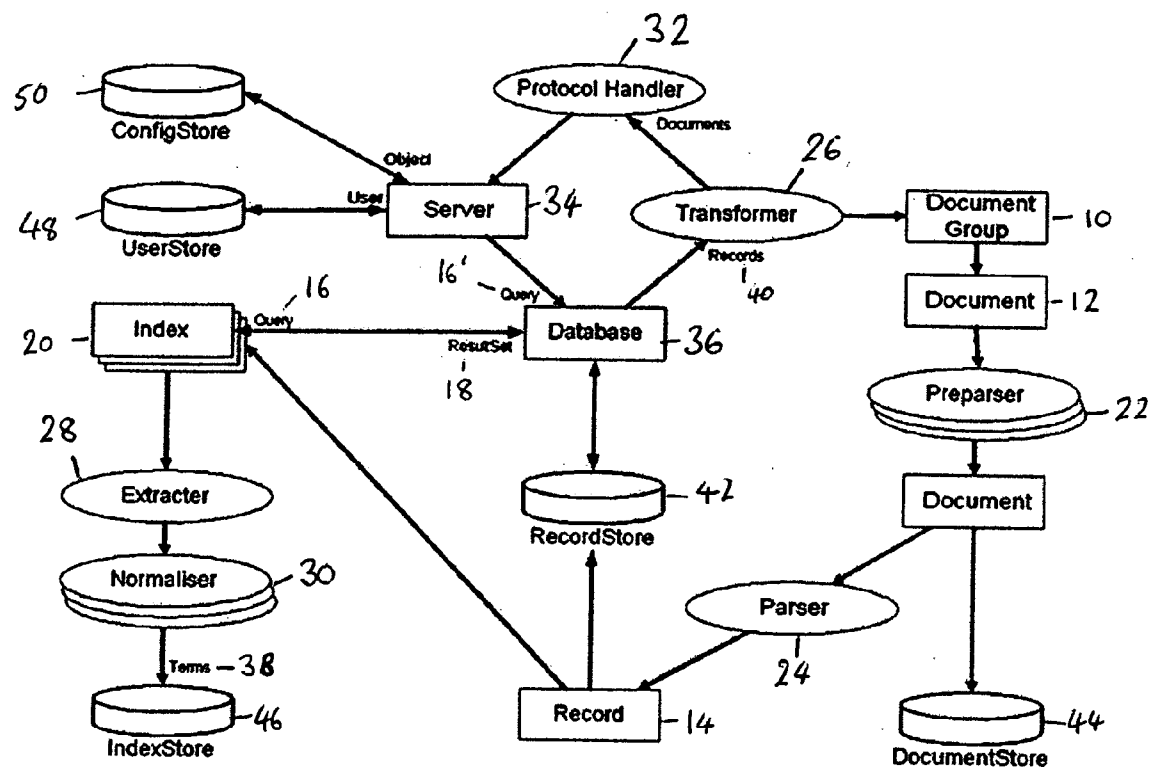 32
50
Protocol Handler
ConfigStore
Documents
26
Object
48
User
Server
34
Transformer
Document
Group
10
UserStore
Records
40
16
16'
Query
Document
12
20
Index
Query
Database
36
ResultSet
18
Preparser
22
28
Extracter
42
Document
RecordStore
Normaliser
30
Parser
24
Terms
38
46
Record
14
44
IndexStore
DocumentStore